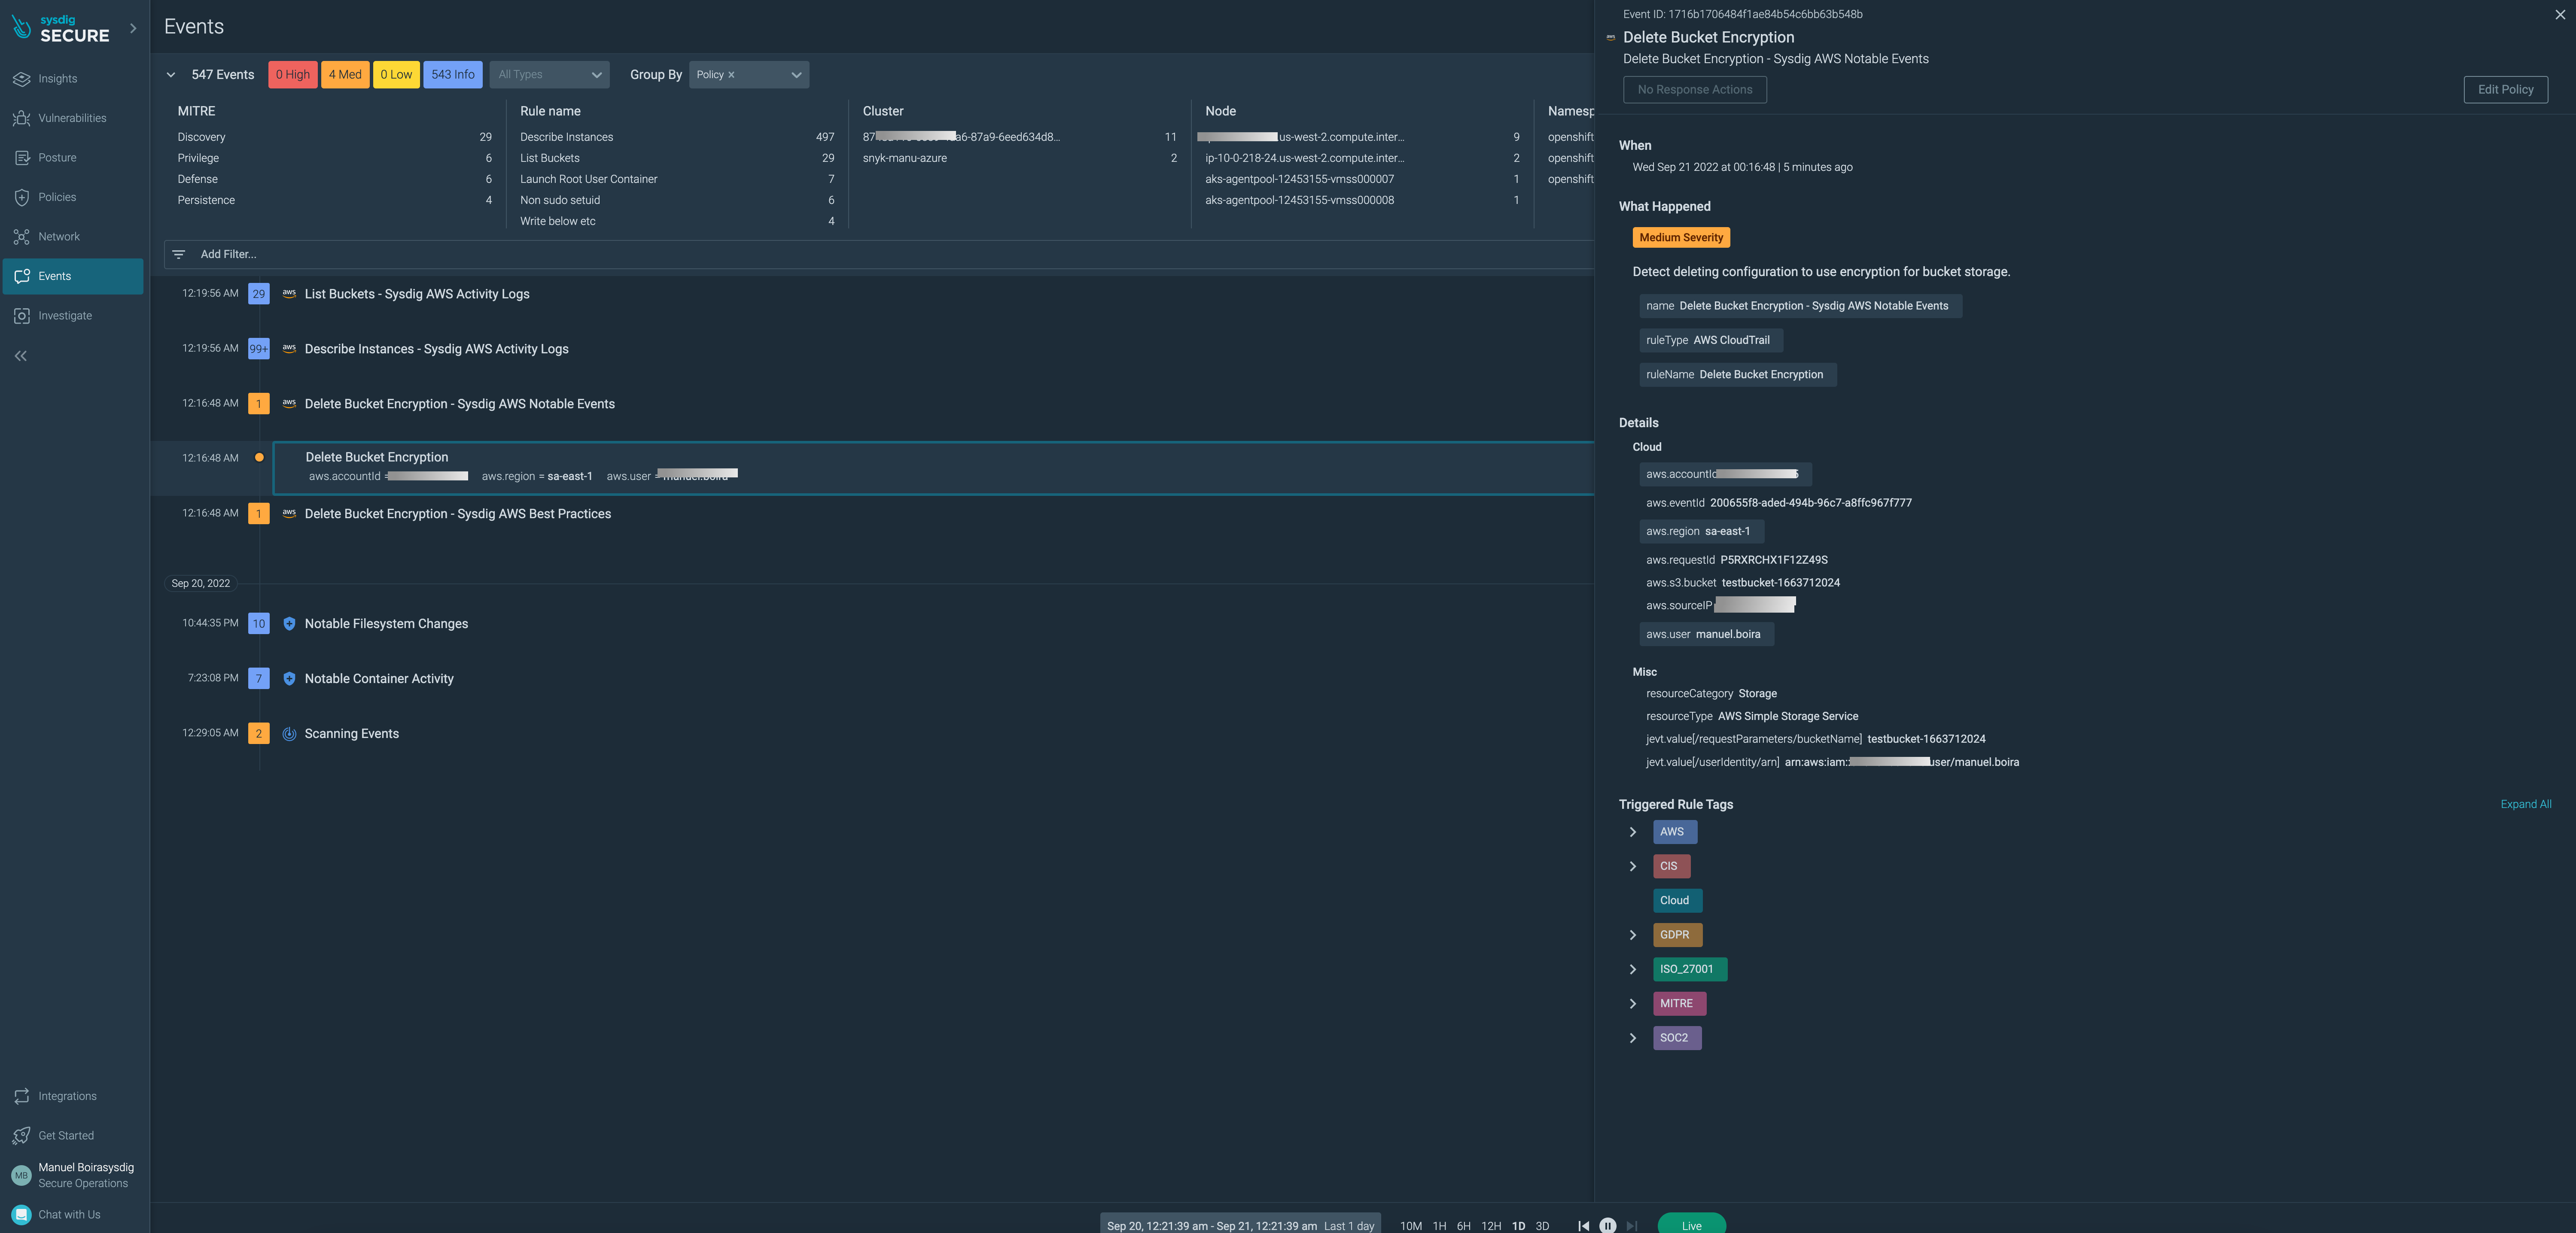 sysdig
SECURE
Insights
Vulnerabilities
Posture
Policies
Network
Events
Investigate
Integrations
Get Started
MB
Manuel Boirasysdig
Secure Operations
Chat with Us
Events
547 Events 0 High 4 Med 0 Low 543 Info All Types Group By Policy ×
MITRE
Discovery 29
Privilege 6
Defense 6
Persistence 4
Rule name
Describe Instances 497
List Buckets 29
Launch Root User Container 7
Non sudo setuid 6
Write below etc 4
Cluster
87 a6-87a9-6eed634d8... 11
snyk-manu-azure 2
Node
.us-west-2.compute.inter... 9
ip-10-0-218-24.us-west-2.compute.inter... 2
aks-agentpool-12453155-vmss000007 1
aks-agentpool-12453155-vmss000008 1
Namesp
openshift
openshift
openshift
Add Filter...
12:19:56 AM 29 aws List Buckets - Sysdig AWS Activity Logs
12:19:56 AM 99+ aws Describe Instances - Sysdig AWS Activity Logs
12:16:48 AM 1 aws Delete Bucket Encryption - Sysdig AWS Notable Events
12:16:48 AM Delete Bucket Encryption
aws.accountId = aws.region = sa-east-1 aws.user =
12:16:48 AM 1 aws Delete Bucket Encryption - Sysdig AWS Best Practices
Sep 20, 2022
10:44:35 PM 10 Notable Filesystem Changes
7:23:08 PM 7 Notable Container Activity
12:29:05 AM 2 Scanning Events
Sep 20, 12:21:39 am - Sep 21, 12:21:39 am Last 1 day 10M 1H 6H 12H 1D 3D Live
Event ID: 1716b1706484f1ae84b54c6bb63b548b
aws Delete Bucket Encryption
Delete Bucket Encryption - Sysdig AWS Notable Events
No Response Actions Edit Policy
When
Wed Sep 21 2022 at 00:16:48 | 5 minutes ago
What Happened
Medium Severity
Detect deleting configuration to use encryption for bucket storage.
name Delete Bucket Encryption - Sysdig AWS Notable Events
ruleType AWS CloudTrail
ruleName Delete Bucket Encryption
Details
Cloud
aws.accountId
aws.eventId 200655f8-aded-494b-96c7-a8ffc967f777
aws.region sa-east-1
aws.requestId P5RXRCHX1F12Z49S
aws.s3.bucket testbucket-1663712024
aws.sourceIP
aws.user manuel.boira
Misc
resourceCategory Storage
resourceType AWS Simple Storage Service
jevt.value[/requestParameters/bucketName] testbucket-1663712024
jevt.value[/userIdentity/arn] arn:aws:iam:: user/manuel.boira
Triggered Rule Tags Expand All
AWS
CIS
Cloud
GDPR
ISO_27001
MITRE
SOC2